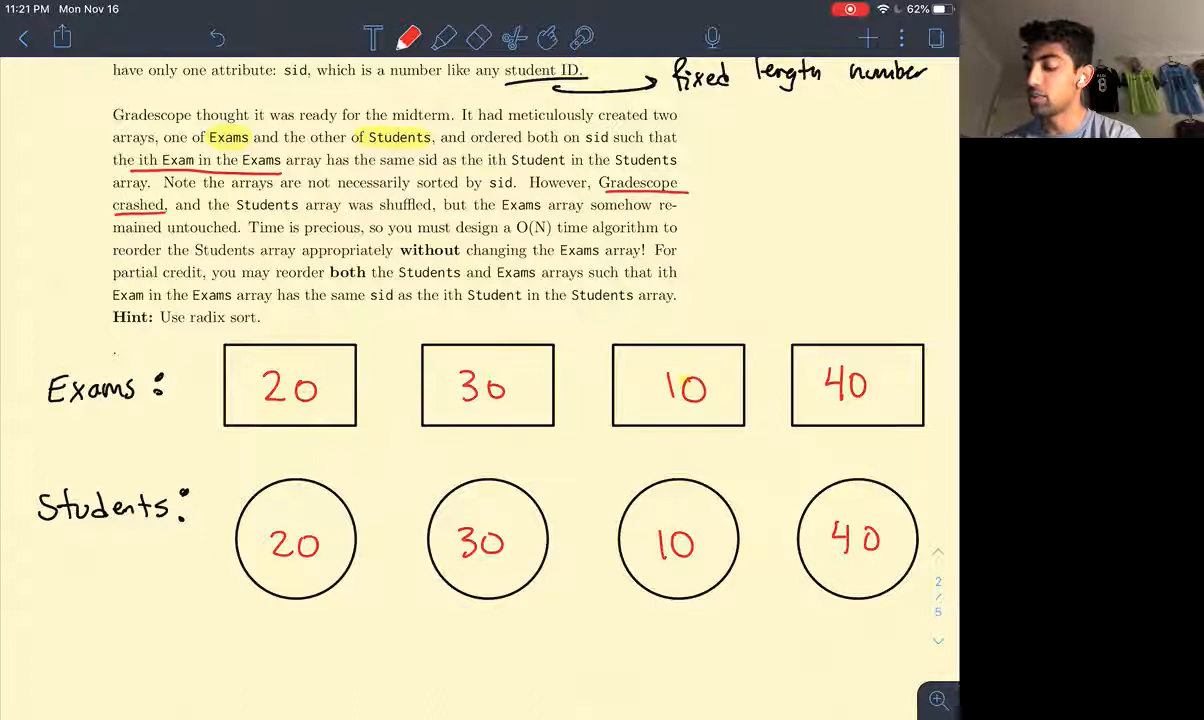 11:21 PM Mon Nov 16
62%
T
have only one attribute: sid, which is a number like any student ID.
fixed length number
Gradescope thought it was ready for the midterm. It had meticulously created two
arrays, one of Exams and the other of Students, and ordered both on sid such that
the ith Exam in the Exams array has the same sid as the ith Student in the Students
array. Note the arrays are not necessarily sorted by sid. However, Gradescope
crashed, and the Students array was shuffled, but the Exams array somehow re-
mained untouched. Time is precious, so you must design a O(N) time algorithm to
reorder the Students array appropriately without changing the Exams array! For
partial credit, you may reorder both the Students and Exams arrays such that ith
Exam in the Exams array has the same sid as the ith Student in the Students array.
Hint: Use radix sort.
.
Exams: 20 30 10 40
Students: 20 30 10 40
2
/
5
8